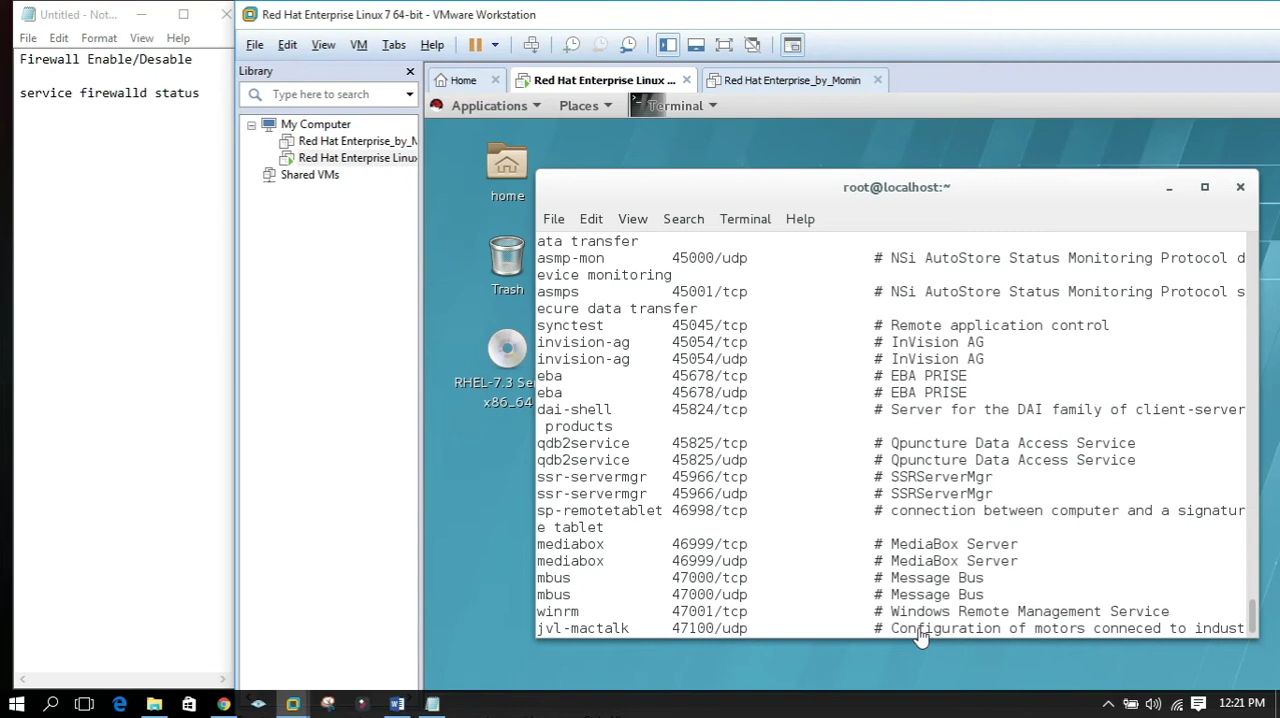 Untitled - Not...
File Edit Format View Help
Firewall Enable/Desable
service firewalld status
Red Hat Enterprise Linux 7 64-bit - VMware Workstation
File Edit View VM Tabs Help
Library
Type here to search
My Computer
Red Hat Enterprise_by_M
Red Hat Enterprise Linux
Shared VMs
Home
Red Hat Enterprise Linux ...
Red Hat Enterprise_by_Momin
Applications Places Terminal
home
Trash
RHEL-7.3 Se
x86_64
root@localhost:~
File Edit View Search Terminal Help
ata transfer
asmp-mon 45000/udp # NSi AutoStore Status Monitoring Protocol d
evice monitoring
asmps 45001/tcp # NSi AutoStore Status Monitoring Protocol s
ecure data transfer
synctest 45045/tcp # Remote application control
invision-ag 45054/tcp # InVision AG
invision-ag 45054/udp # InVision AG
eba 45678/tcp # EBA PRISE
eba 45678/udp # EBA PRISE
dai-shell 45824/tcp # Server for the DAI family of client-server
products
qdb2service 45825/tcp # Qpuncture Data Access Service
qdb2service 45825/udp # Qpuncture Data Access Service
ssr-servermgr 45966/tcp # SSRServerMgr
ssr-servermgr 45966/udp # SSRServerMgr
sp-remotetablet 46998/tcp # connection between computer and a signatur
e tablet
mediabox 46999/tcp # MediaBox Server
mediabox 46999/udp # MediaBox Server
mbus 47000/tcp # Message Bus
mbus 47000/udp # Message Bus
winrm 47001/tcp # Windows Remote Management Service
jvl-mactalk 47100/udp # Configuration of motors conneced to indust
12:21 PM